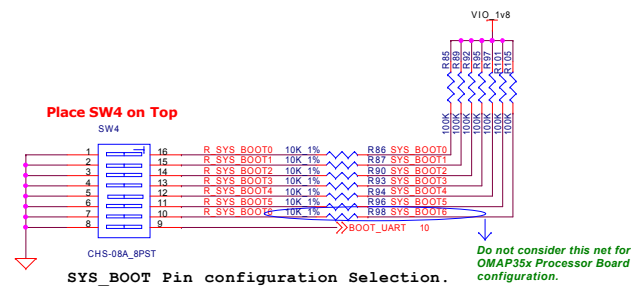 VIO_1v8
R85
R89
R92
R95
R97
R101
R105
100K
100K
100K
100K
100K
100K
100K
Place SW4 on Top
SW4
1 16 R_SYS_BOOT0 10K_1% R86 SYS_BOOT0
2 15 R_SYS_BOOT1 10K_1% R87 SYS_BOOT1
3 14 R_SYS_BOOT2 10K_1% R90 SYS_BOOT2
4 13 R_SYS_BOOT3 10K_1% R93 SYS_BOOT3
5 12 R_SYS_BOOT4 10K_1% R94 SYS_BOOT4
6 11 R_SYS_BOOT5 10K_1% R96 SYS_BOOT5
7 10 R_SYS_BOOT6 10K_1% R98 SYS_BOOT6
8 9 BOOT_UART 10
CHS-08A_8PST
Do not consider this net for
OMAP35x Processor Board
configuration.
SYS_BOOT Pin configuration Selection.